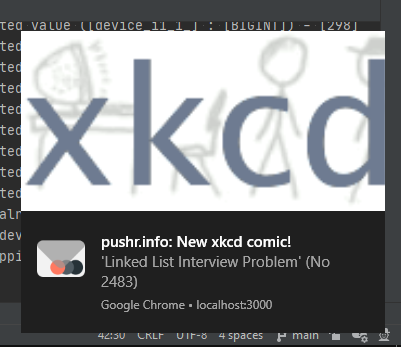 ted value ([device_i1_1_] : [BIGINT]) - [298]
ted
ted
ted
ted
ted
ted
ted
ted
alr
dev
ppi
xkcd
pushr.info: New xkcd comic!
'Linked List Interview Problem' (No
2483)
Google Chrome • localhost:3000
42:30 CRLF UTF-8 4 spaces main